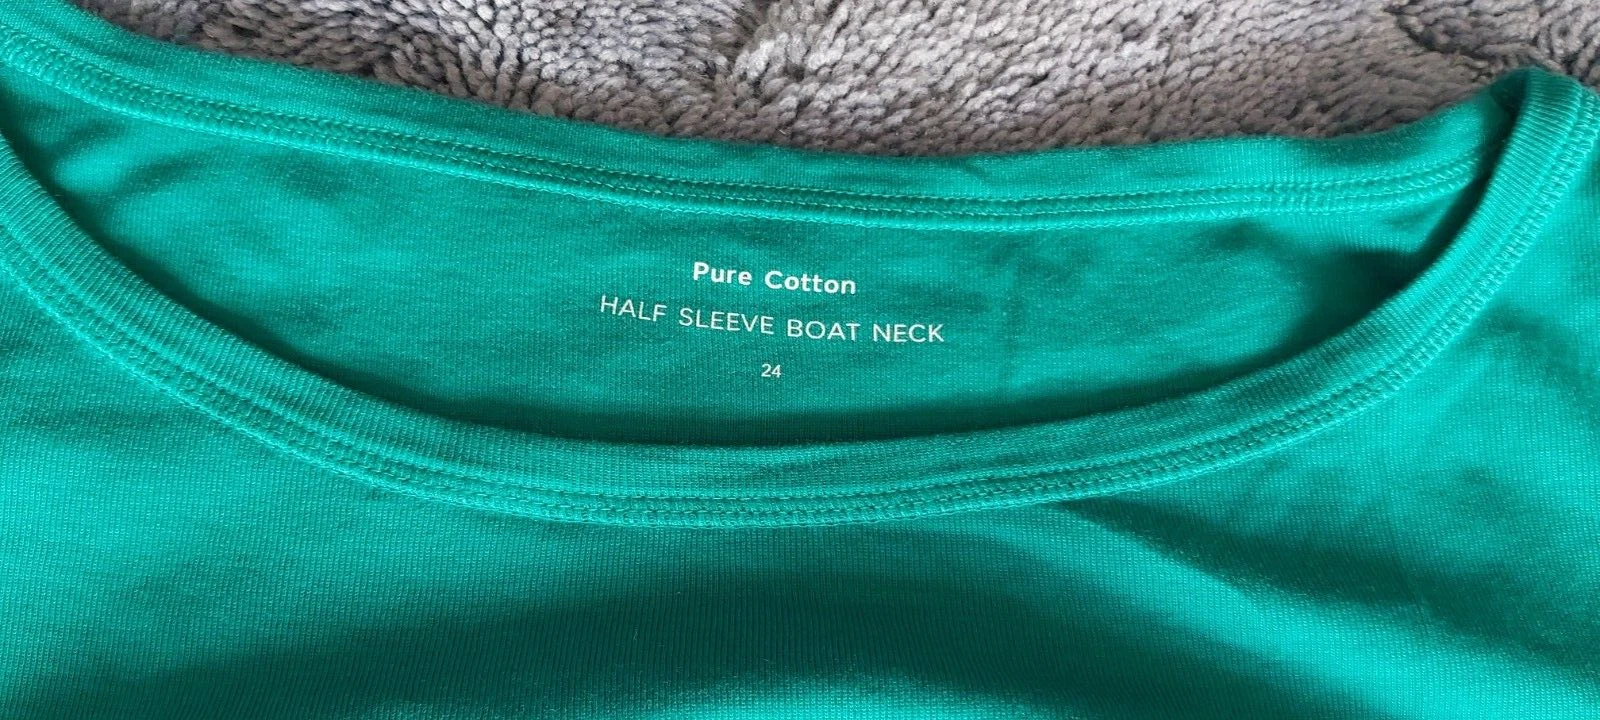 Pure Cotton
HALF SLEEVE BOAT NECK
24